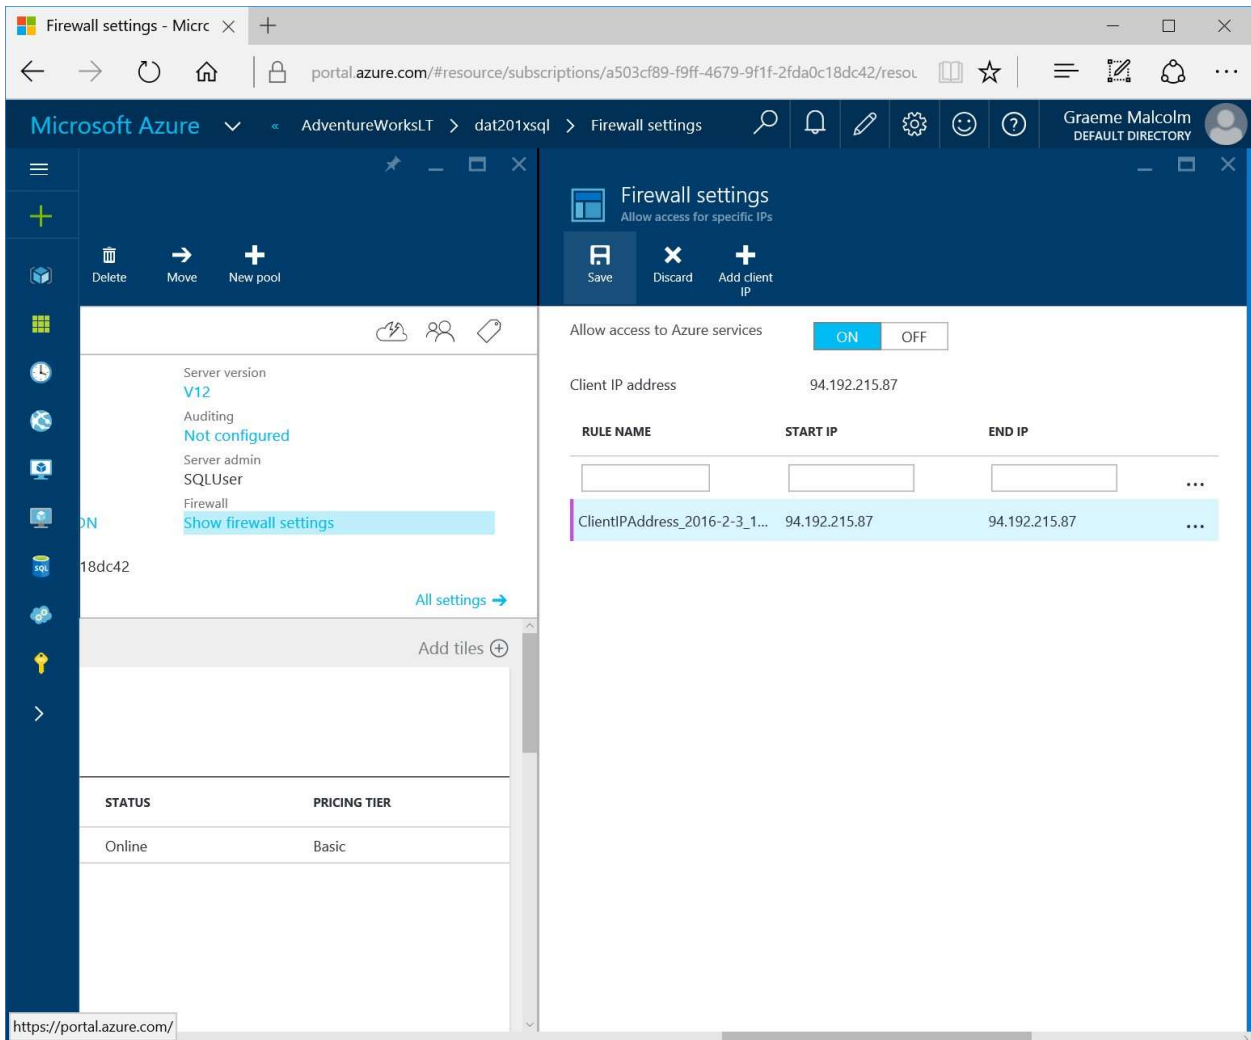 Firewall settings - Micrc
portal.azure.com/#resource/subscriptions/a503cf89-f9ff-4679-9f1f-2fda0c18dc42/resou
Microsoft Azure « AdventureWorksLT > dat201xsql > Firewall settings
Graeme Malcolm
DEFAULT DIRECTORY
Delete
Move
New pool
Server version
V12
Auditing
Not configured
Server admin
SQLUser
Firewall
ON
Show firewall settings
18dc42
All settings →
Add tiles
STATUS PRICING TIER
Online Basic
SQL
https://portal.azure.com/
Firewall settings
Allow access for specific IPs
Save
Discard
Add client
IP
Allow access to Azure services ON OFF
Client IP address 94.192.215.87
RULE NAME START IP END IP
...
ClientIPAddress_2016-2-3_1... 94.192.215.87 94.192.215.87 ...